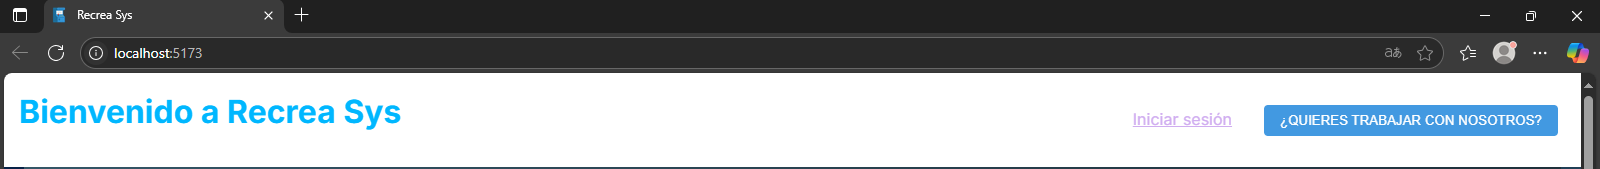 Recrea Sys
localhost:5173
Bienvenido a Recrea Sys
Iniciar sesión
¿QUIERES TRABAJAR CON NOSOTROS?